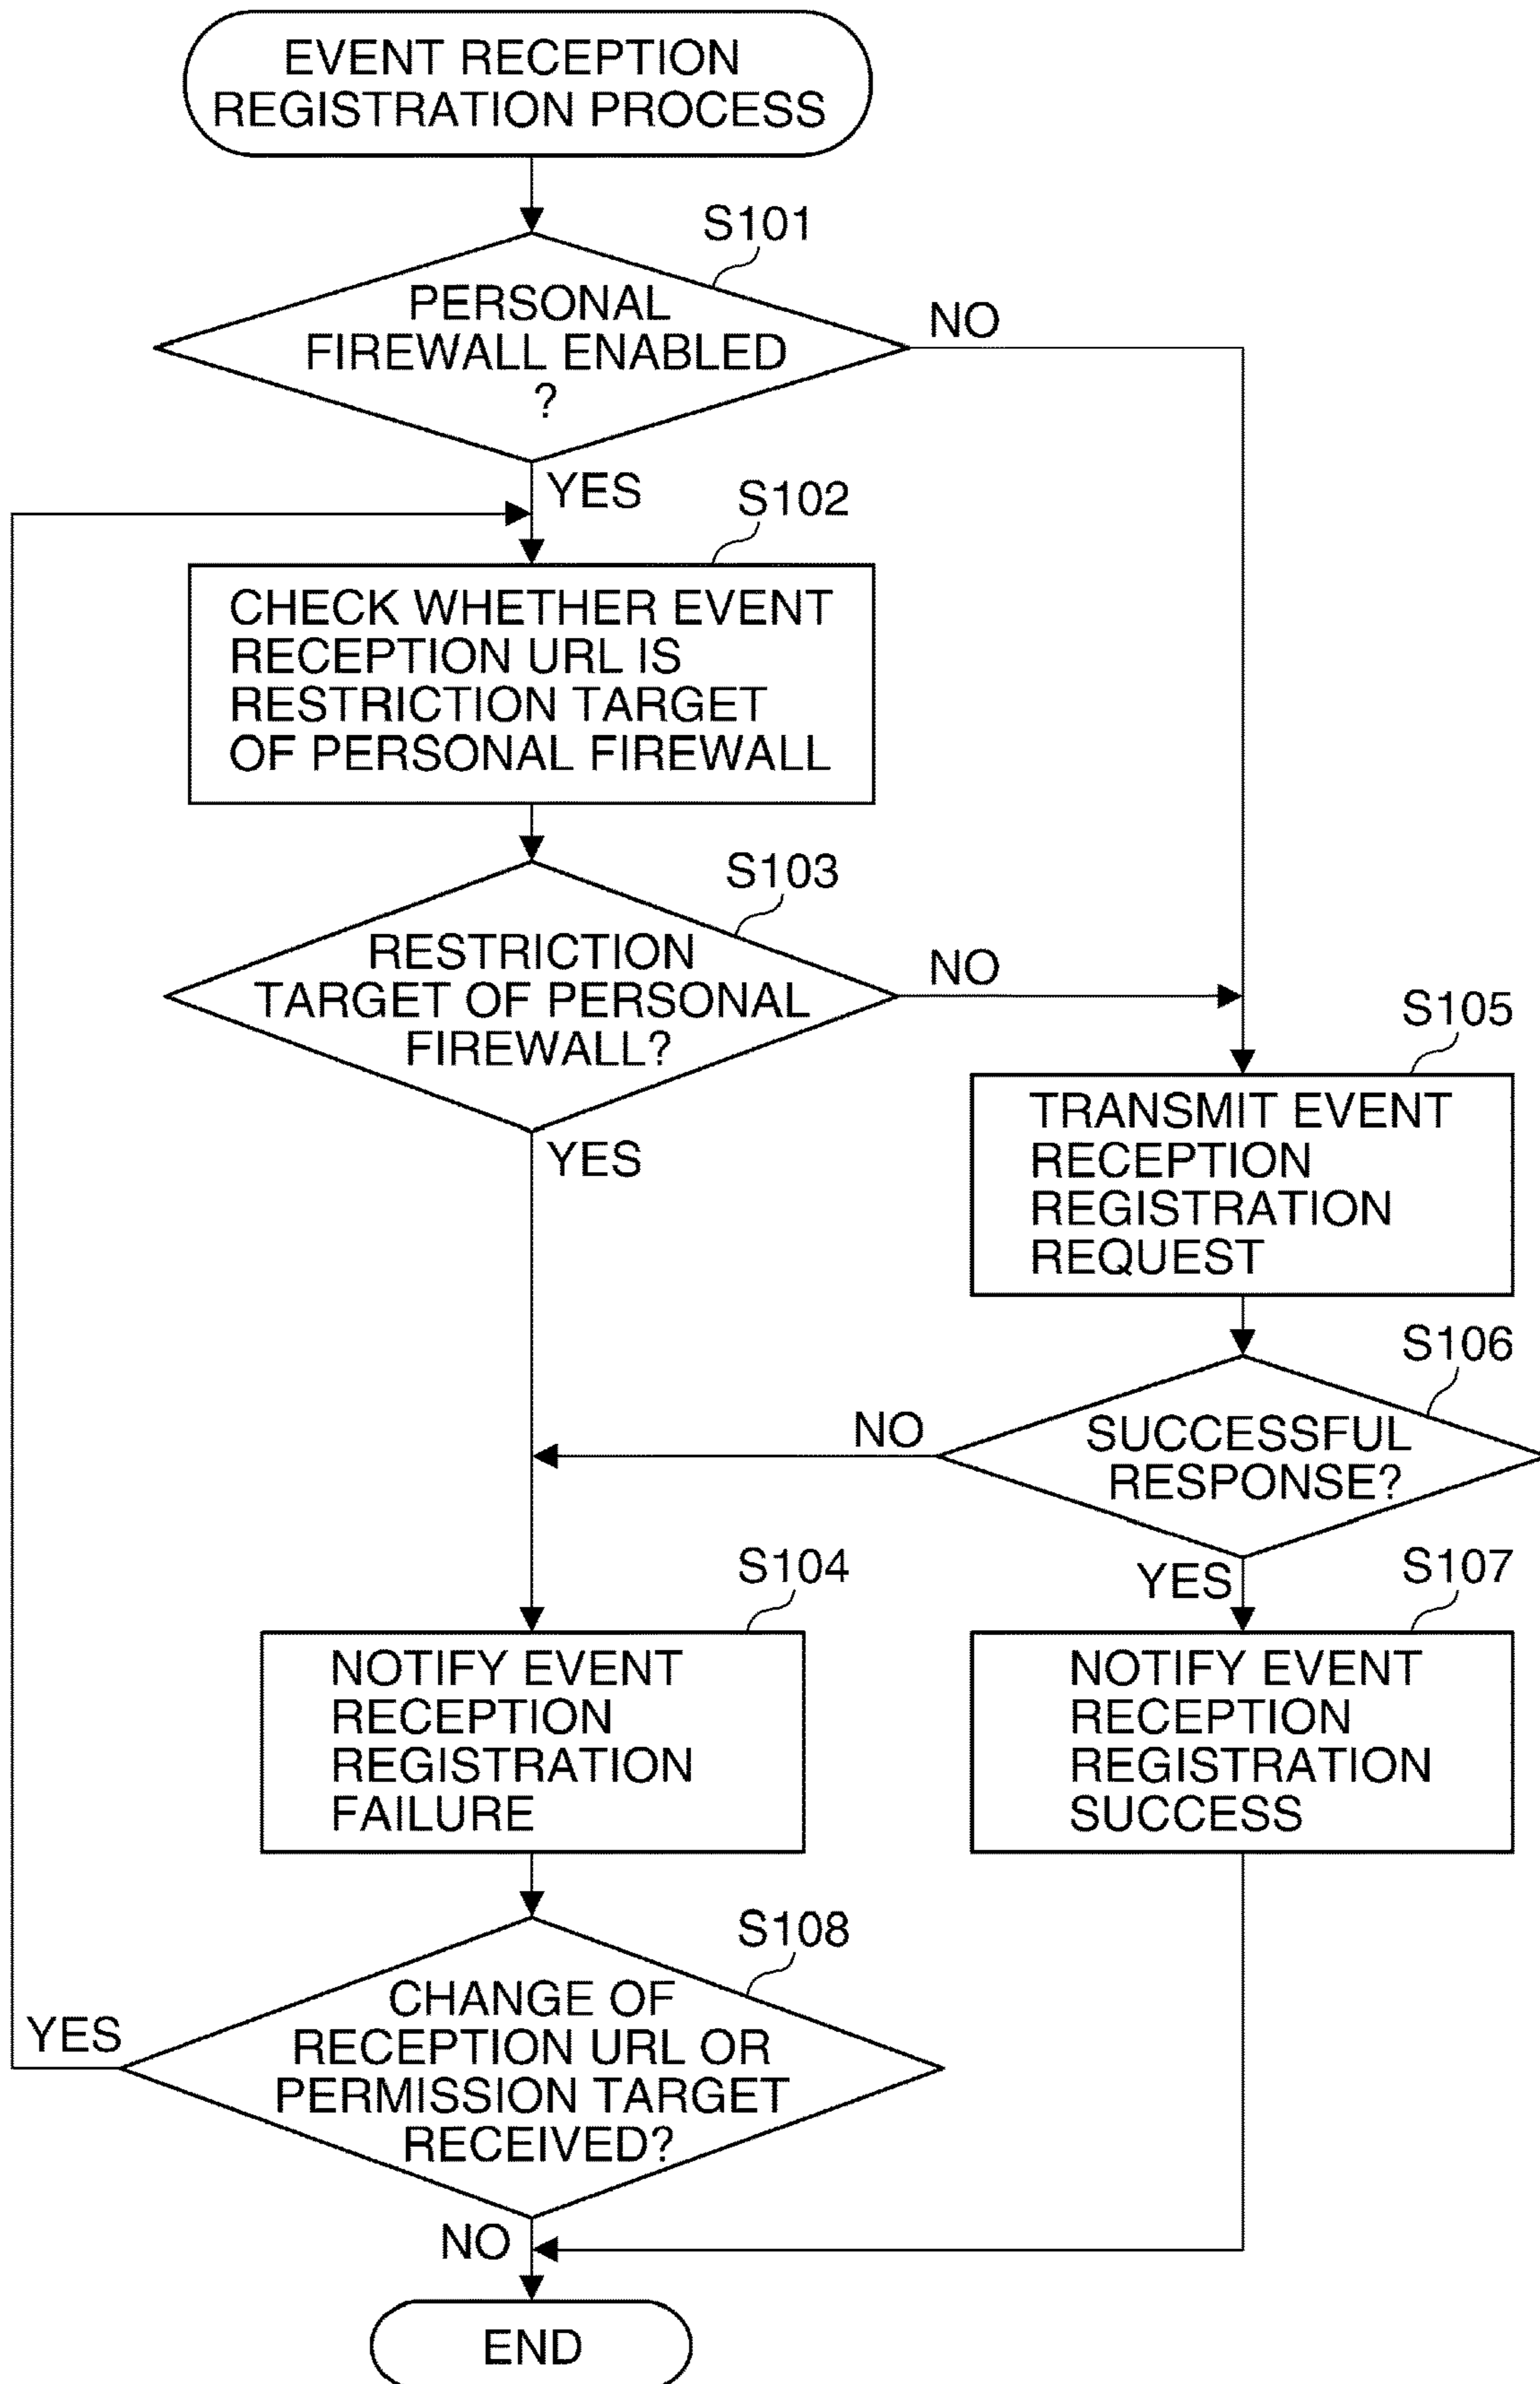 EVENT RECEPTION
REGISTRATION PROCESS
S101
PERSONAL
FIREWALL ENABLED
?
NO
YES
S102
CHECK WHETHER EVENT
RECEPTION URL IS
RESTRICTION TARGET
OF PERSONAL FIREWALL
S103
RESTRICTION
TARGET OF PERSONAL
FIREWALL?
NO
YES
S105
TRANSMIT EVENT
RECEPTION
REGISTRATION
REQUEST
S106
SUCCESSFUL
RESPONSE?
NO
YES
S104
NOTIFY EVENT
RECEPTION
REGISTRATION
FAILURE
S107
NOTIFY EVENT
RECEPTION
REGISTRATION
SUCCESS
S108
CHANGE OF
RECEPTION URL OR
PERMISSION TARGET
RECEIVED?
YES
NO
END